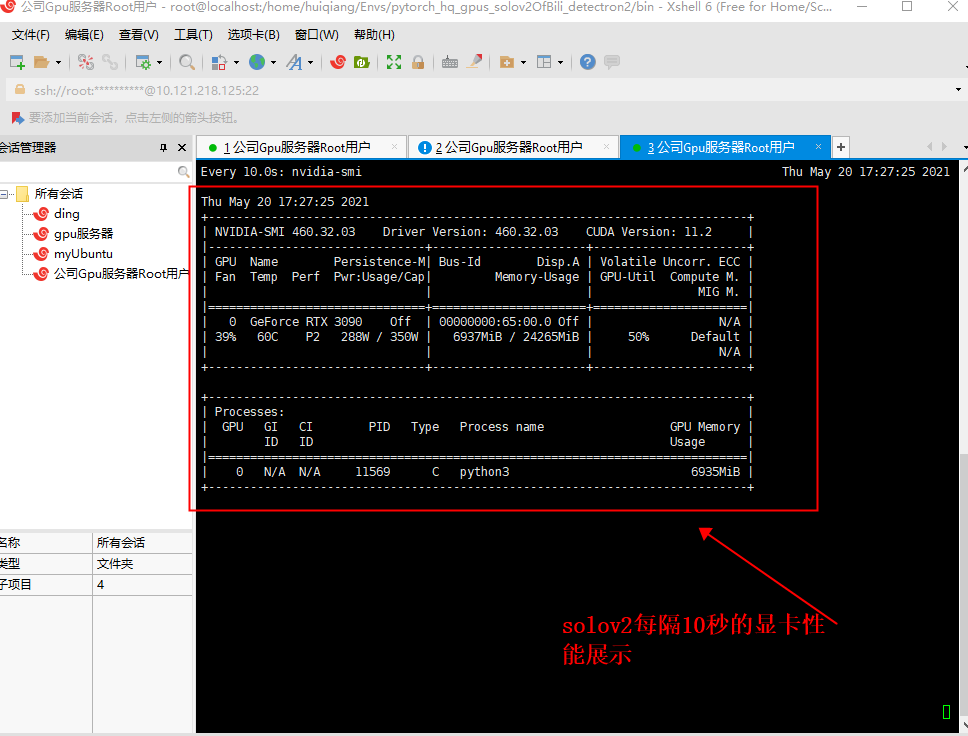 公司Gpu服务器Root用户 - root@localhost:/home/huiqiang/Envs/pytorch_hq_gpus_solov2OfBili_detectron2/bin - Xshell 6 (Free for Home/Sc...
文件(F) 编辑(E) 查看(V) 工具(T) 选项卡(B) 窗口(W) 帮助(H)
ssh://root:**********@10.121.218.125:22
要添加当前会话，点击左侧的箭头按钮。
会话管理器
1 公司Gpu服务器Root用户 × 2 公司Gpu服务器Root用户 × 3 公司Gpu服务器Root用户 × +
所有会话
ding
gpu服务器
myUbuntu
公司Gpu服务器Root用户
名称 所有会话
类型 文件夹
子项目 4
Every 10.0s: nvidia-smi Thu May 20 17:27:25 2021
Thu May 20 17:27:25 2021
+-----------------------------------------------------------------------------+
| NVIDIA-SMI 460.32.03    Driver Version: 460.32.03    CUDA Version: 11.2     |
|-------------------------------+----------------------+----------------------+
| GPU  Name        Persistence-M| Bus-Id        Disp.A | Volatile Uncorr. ECC |
| Fan  Temp  Perf  Pwr:Usage/Cap|         Memory-Usage | GPU-Util  Compute M. |
|                               |                      |               MIG M. |
|===============================+======================+======================|
|   0  GeForce RTX 3090    Off  | 00000000:65:00.0 Off |                  N/A |
| 39%   60C    P2   288W / 350W |   6937MiB / 24265MiB |     50%      Default |
|                               |                      |                  N/A |
+-------------------------------+----------------------+----------------------+
+-----------------------------------------------------------------------------+
| Processes:                                                                  |
|  GPU   GI   CI        PID   Type   Process name                  GPU Memory |
|        ID   ID                                                   Usage      |
|=============================================================================|
|    0   N/A  N/A     11569      C   python3                          6935MiB |
+-----------------------------------------------------------------------------+
solov2每隔10秒的显卡性
能展示